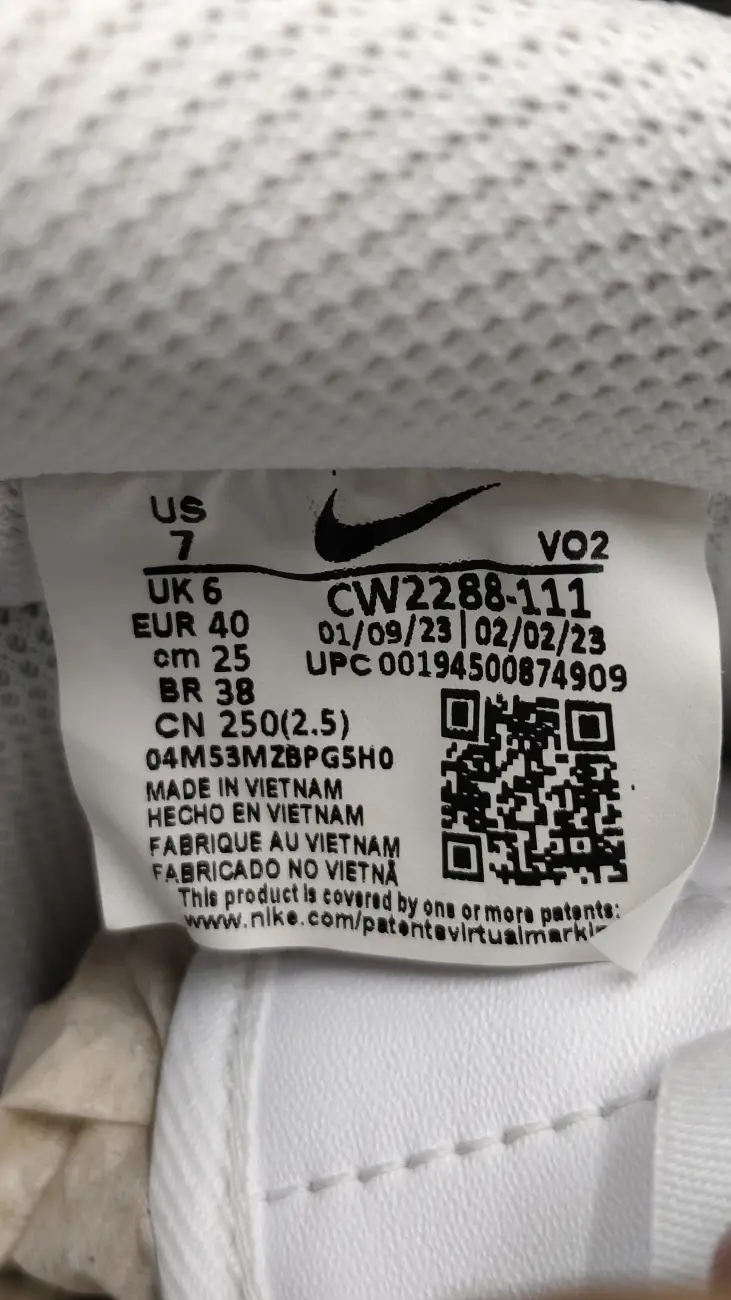 US
7
VO2
UK 6
CW2288-111
EUR 40
01/09/23 | 02/02/23
cm 25
UPC 00194500874909
BR 38
CN 250(2.5)
04M53MZBPG5H0
MADE IN VIETNAM
HECHO EN VIETNAM
FABRIQUE AU VIETNAM
FABRICADO NO VIETNÃ
This product is covered by one or more patents:
www.nike.com/patentsvirtualmarkin